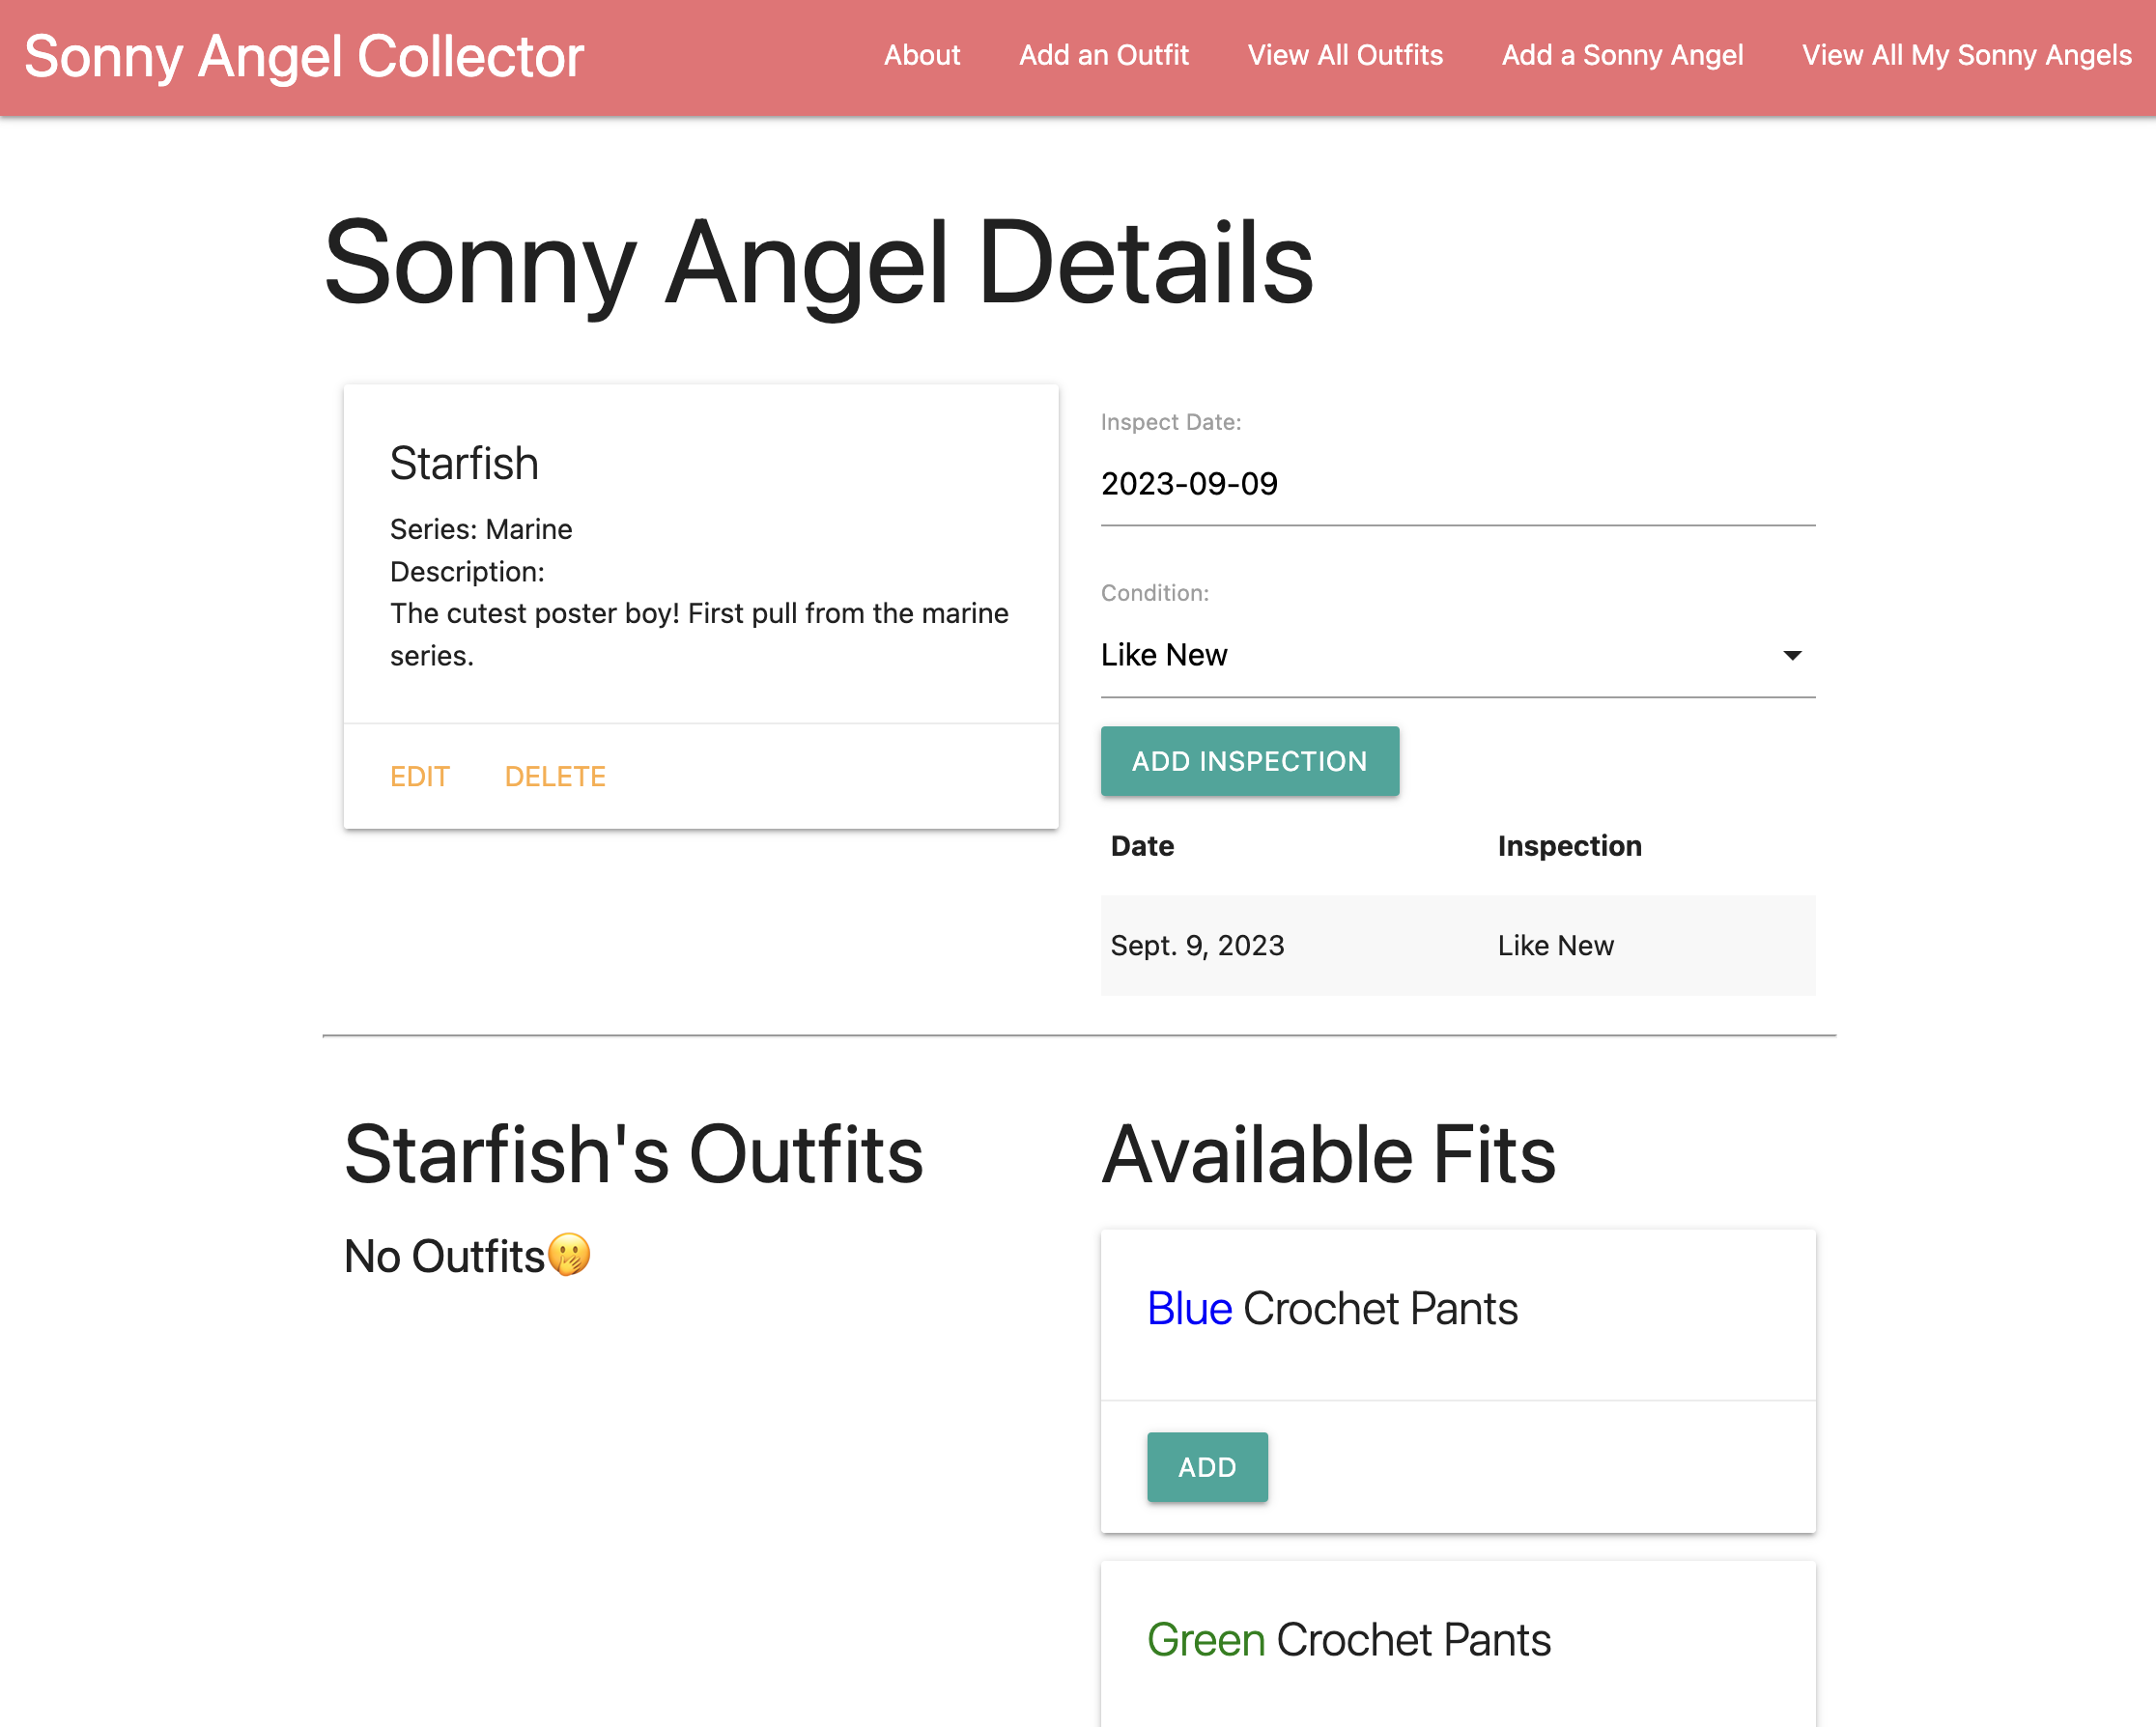 Sonny Angel Collector
About
Add an Outfit
View All Outfits
Add a Sonny Angel
View All My Sonny Angels
Sonny Angel Details
Starfish
Series: Marine
Description:
The cutest poster boy! First pull from the marine
series.
EDIT
DELETE
Inspect Date:
2023-09-09
Condition:
Like New
ADD INSPECTION
Date
Inspection
Sept. 9, 2023
Like New
Starfish's Outfits
No Outfits🫢
Available Fits
Blue Crochet Pants
ADD
Green Crochet Pants